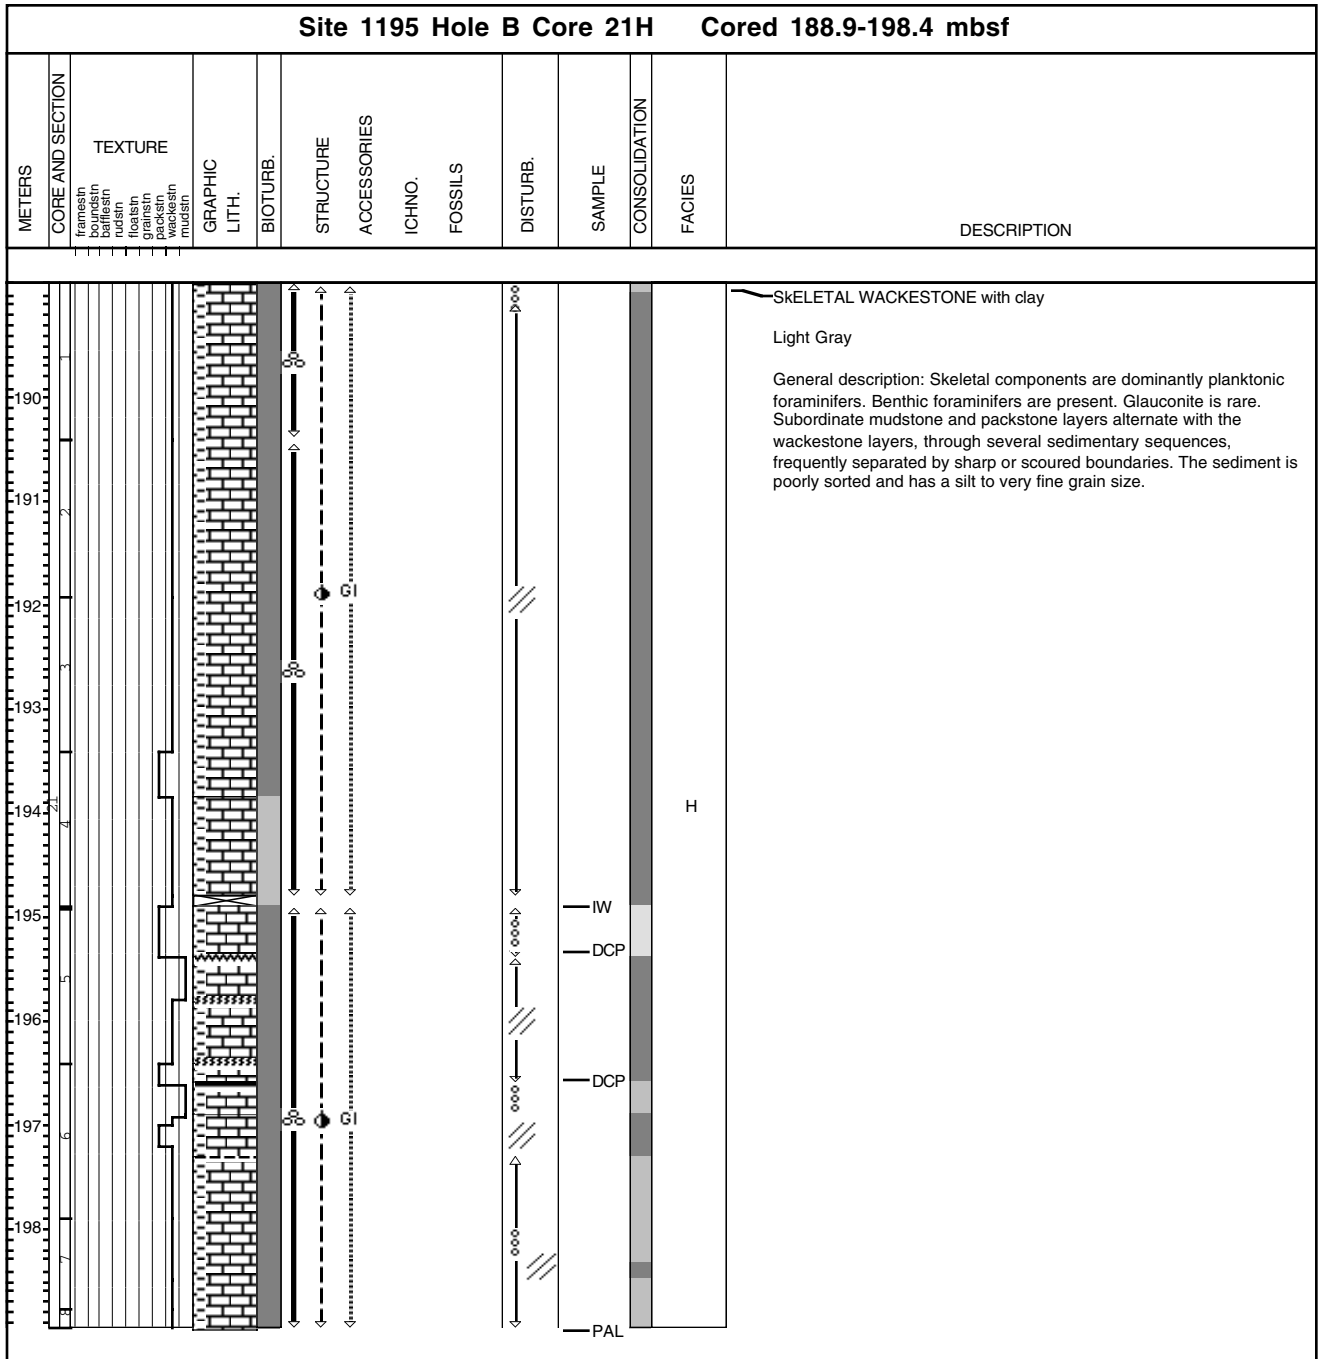 Site 1195 Hole B Core 21H Cored 188.9-198.4 mbsf
METERS
CORE AND SECTION
TEXTURE
framestn
boundstn
bafflestn
rudstn
floatstn
grainstn
packstn
wackestn
mudstn
GRAPHIC
LITH.
BIOTURB.
STRUCTURE
ACCESSORIES
ICHNO.
FOSSILS
DISTURB.
SAMPLE
CONSOLIDATION
FACIES
DESCRIPTION
SkELETAL WACKESTONE with clay
Light Gray
General description: Skeletal components are dominantly planktonic
foraminifers. Benthic foraminifers are present. Glauconite is rare.
Subordinate mudstone and packstone layers alternate with the
wackestone layers, through several sedimentary sequences,
frequently separated by sharp or scoured boundaries. The sediment is
poorly sorted and has a silt to very fine grain size.
1
190
191
2
192
Gl
3
193
194
21
4
H
195
IW
DCP
5
196
DCP
197
6
Gl
198
7
8
PAL